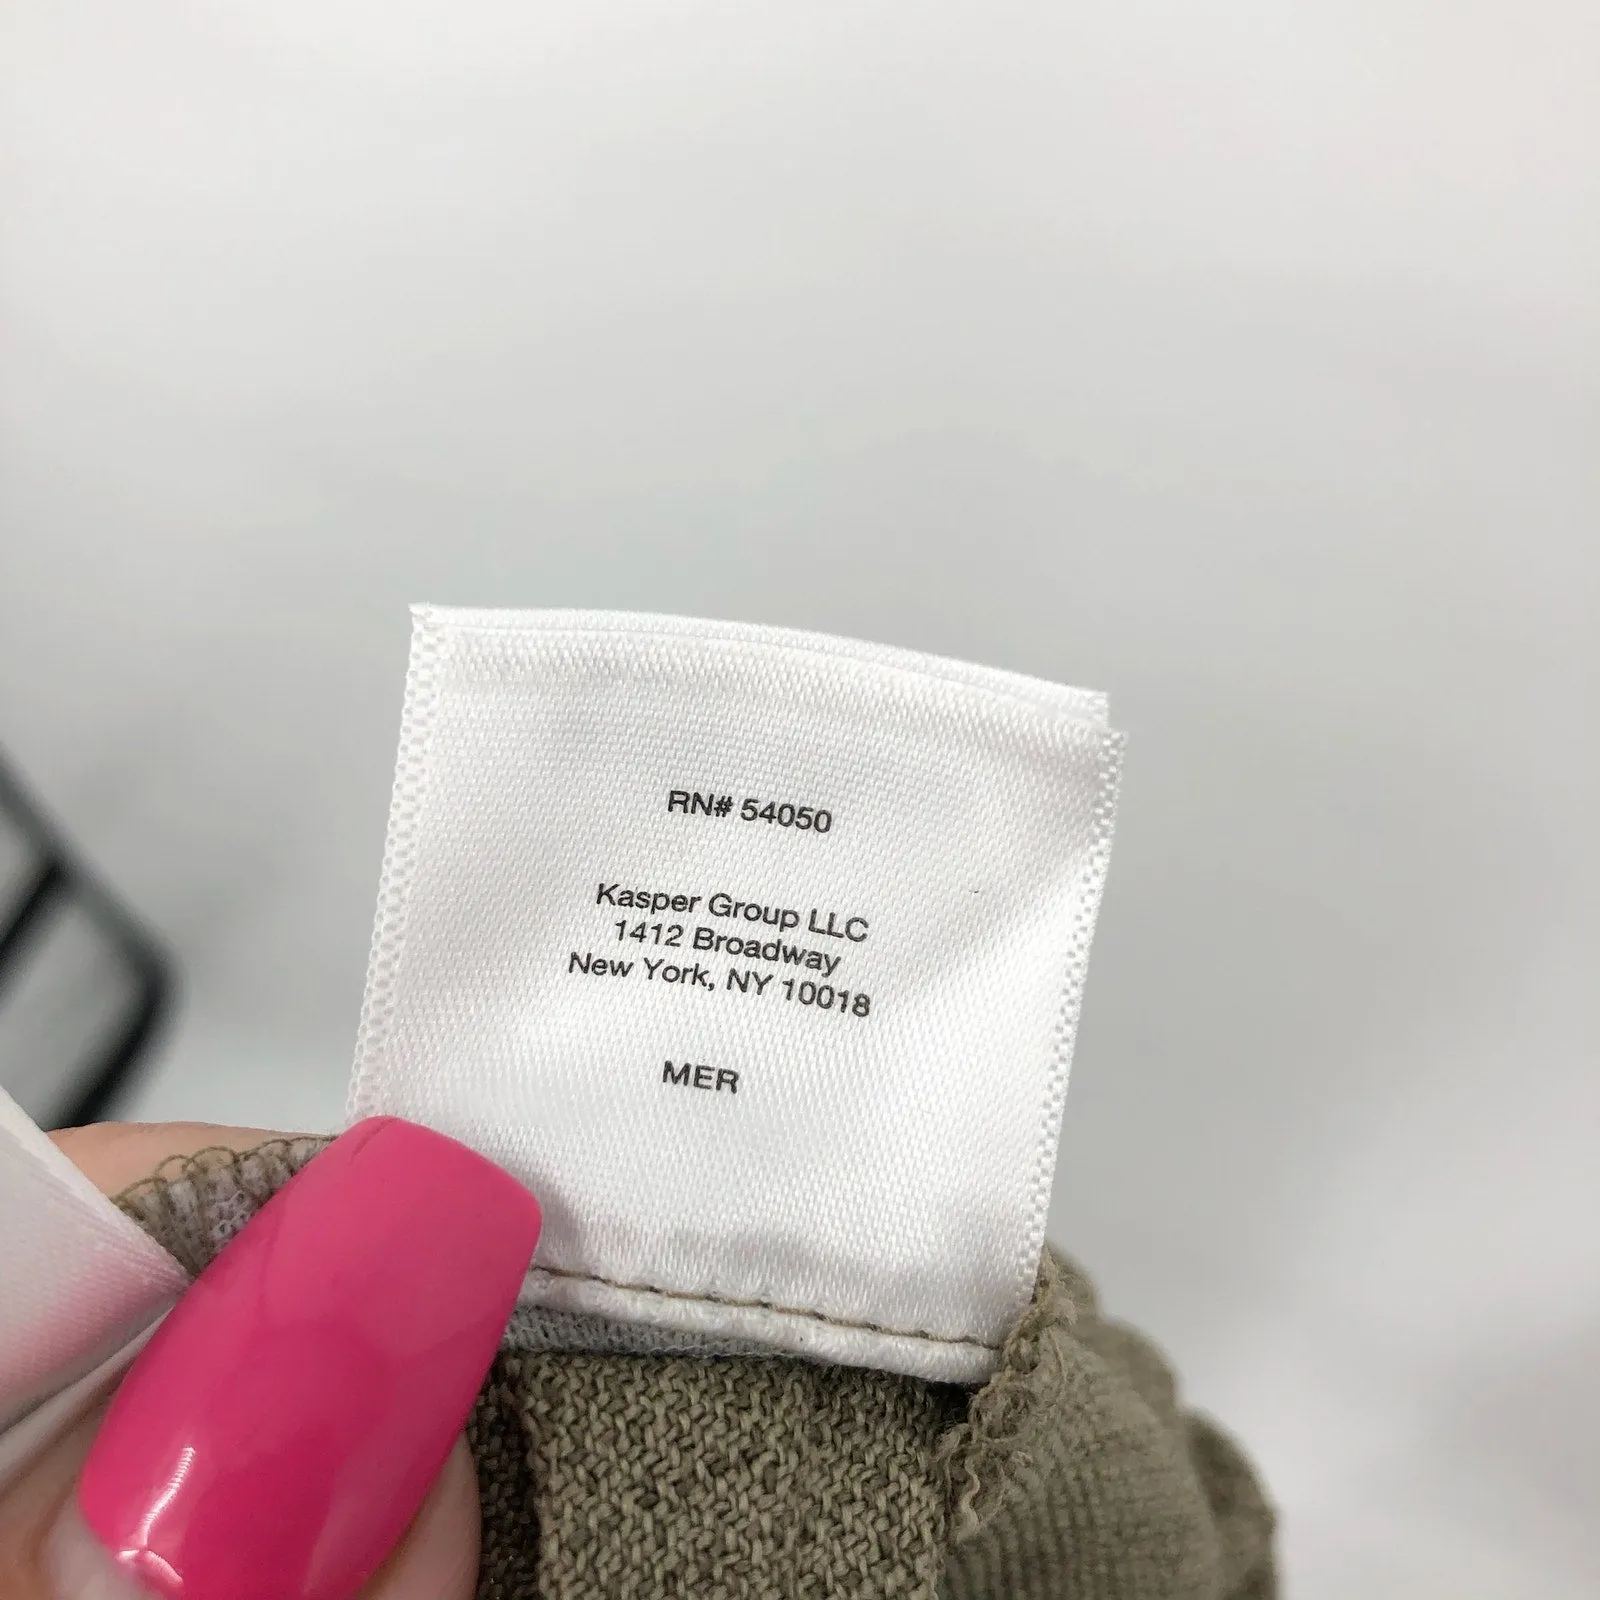 RN# 54050
Kasper Group LLC
1412 Broadway
New York, NY 10018
MER